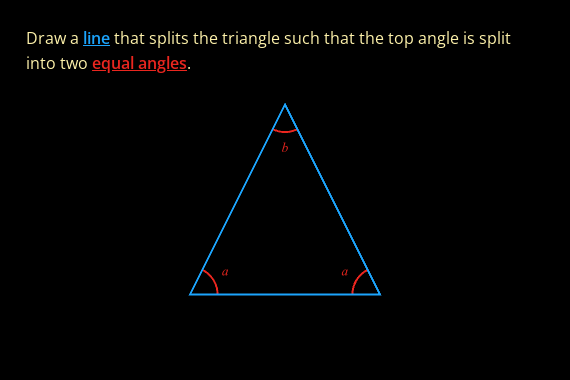 Draw a line that splits the triangle such that the top angle is split
into two equal angles.
b
a a